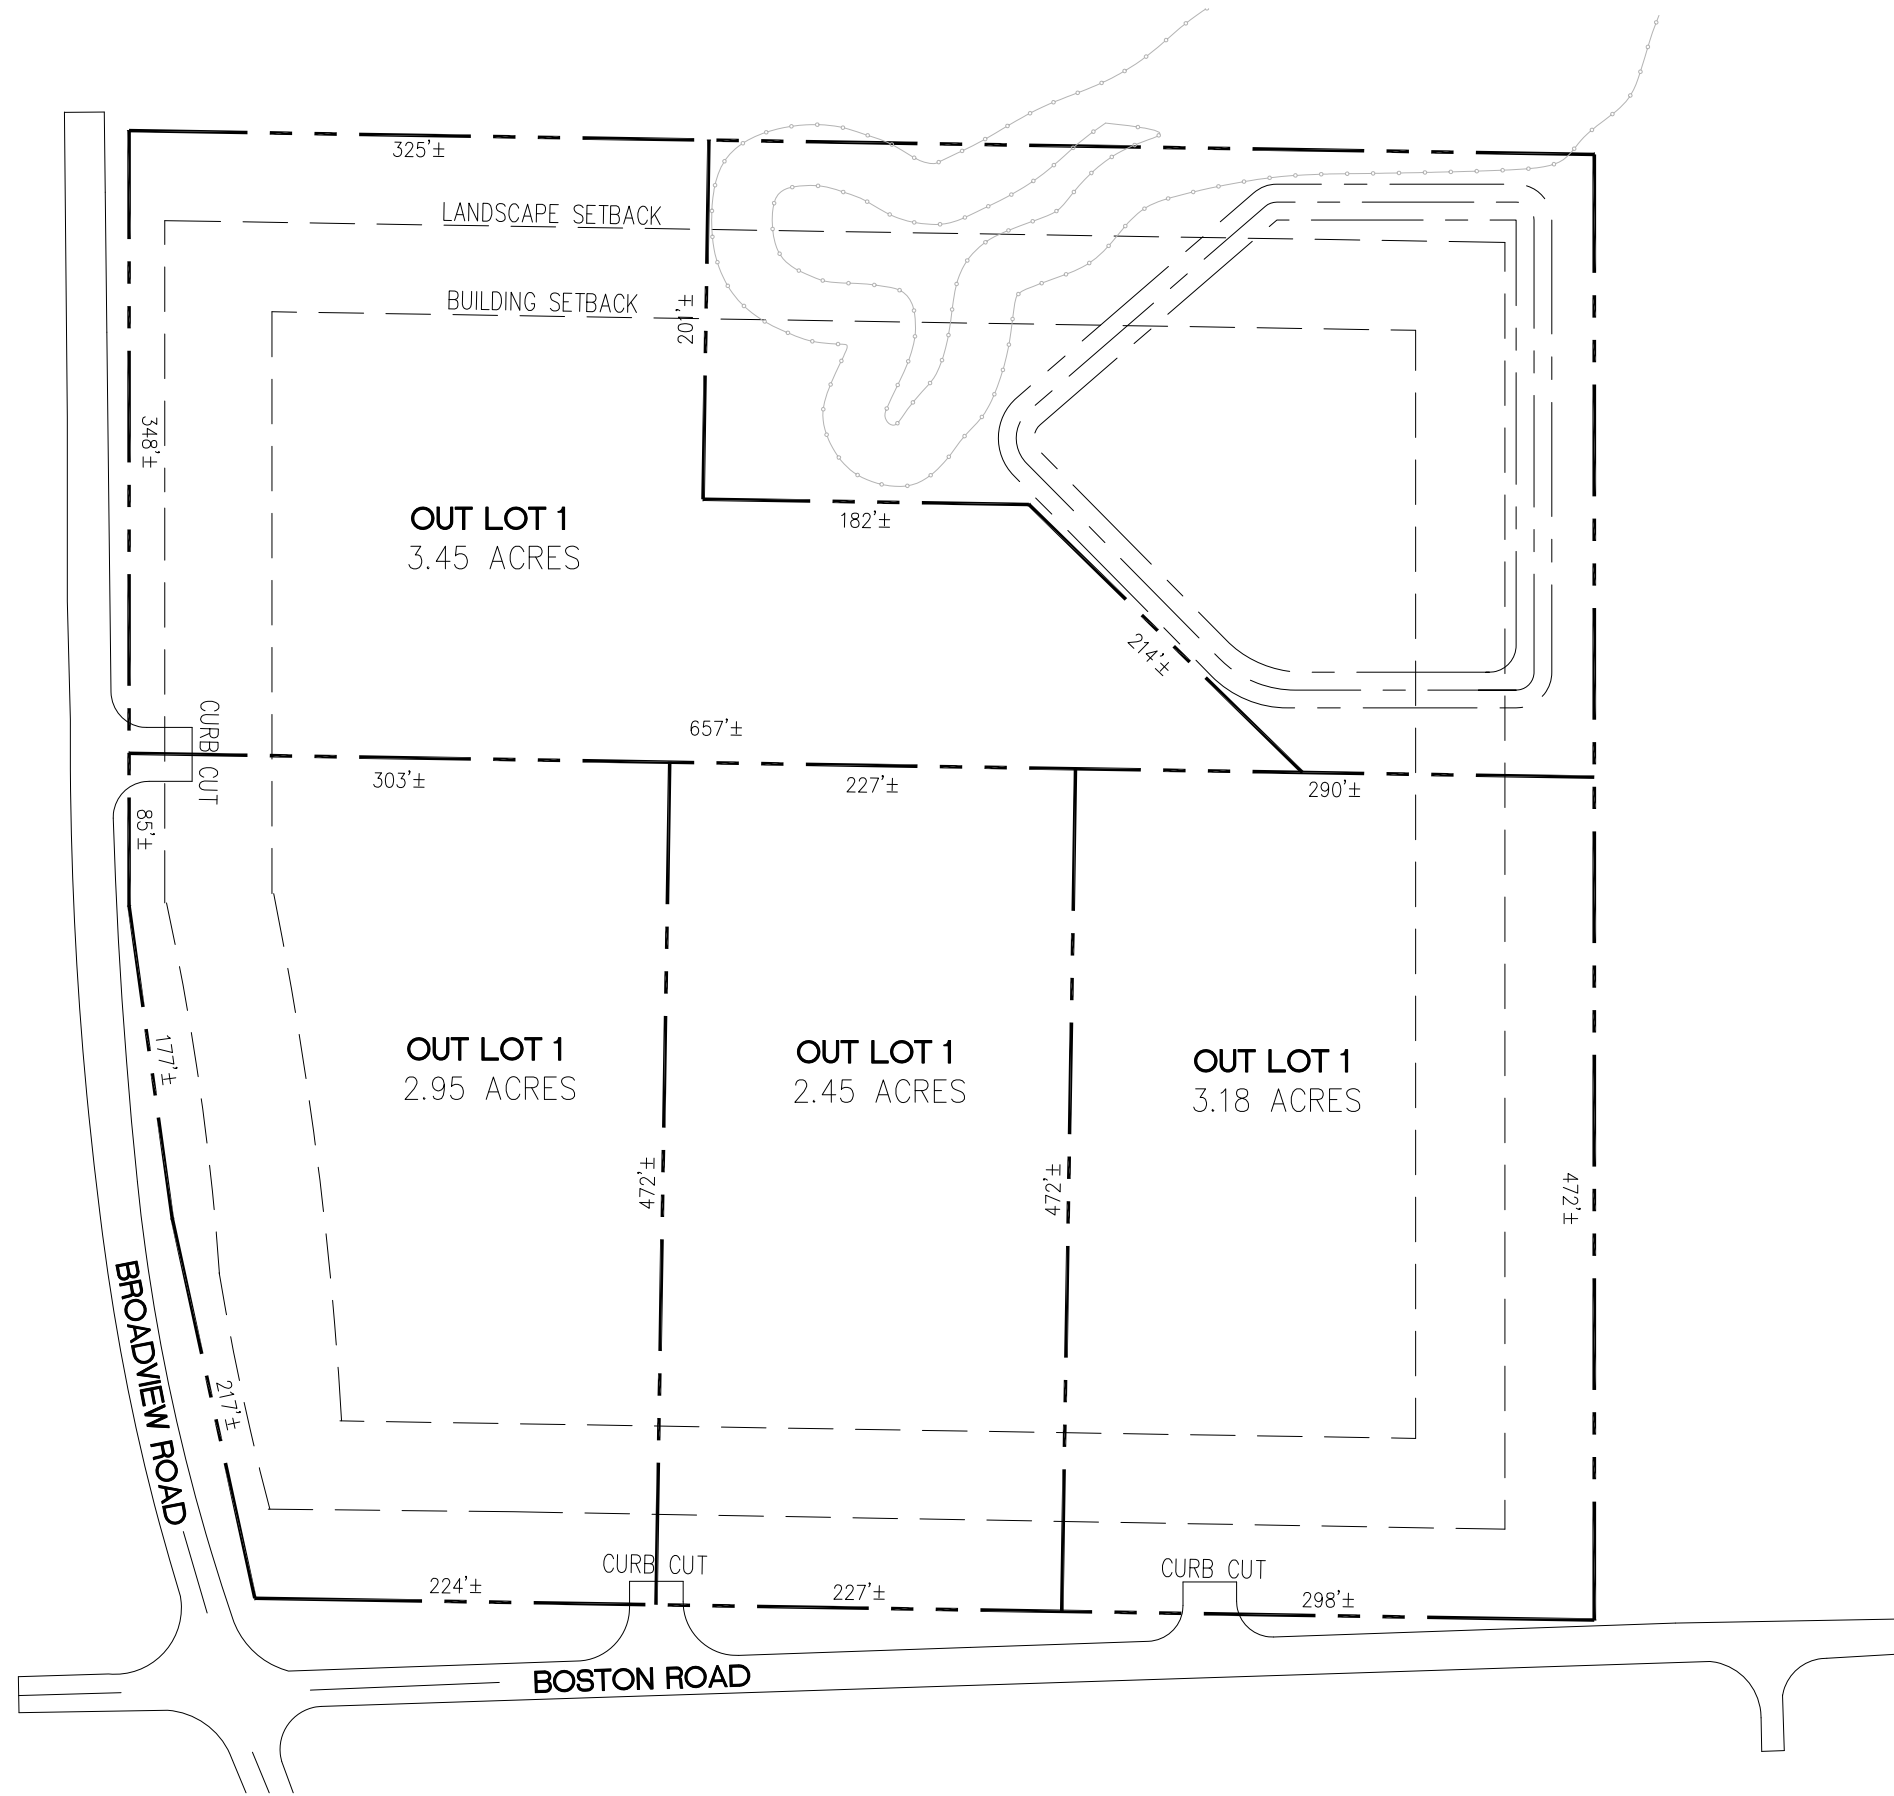 325'±
LANDSCAPE SETBACK
BUILDING SETBACK
201'±
348'±
OUT LOT 1
3.45 ACRES
182'±
214'±
CURB CUT
657'±
303'±
227'±
290'±
85'±
OUT LOT 1
2.95 ACRES
OUT LOT 1
2.45 ACRES
OUT LOT 1
3.18 ACRES
177'±
472'±
472'±
472'±
BROADVIEW ROAD
217'±
CURB CUT
CURB CUT
224'±
227'±
298'±
BOSTON ROAD